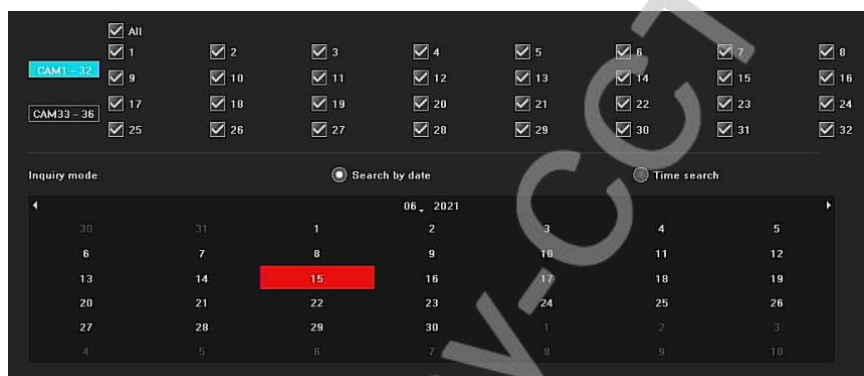 All
1 2 3 4 5 6 7 8
CAM1 - 32
9 10 11 12 13 14 15 16
17 18 19 20 21 22 23 24
CAM33 - 36
25 26 27 28 29 30 31 32
Inquiry mode Search by date Time search
06 2021
30 31 1 2 3 4 5
6 7 8 9 10 11 12
13 14 15 16 17 18 19
20 21 22 23 24 25 26
27 28 29 30 1 2 3
4 5 6 7 8 9 10
V-CCT